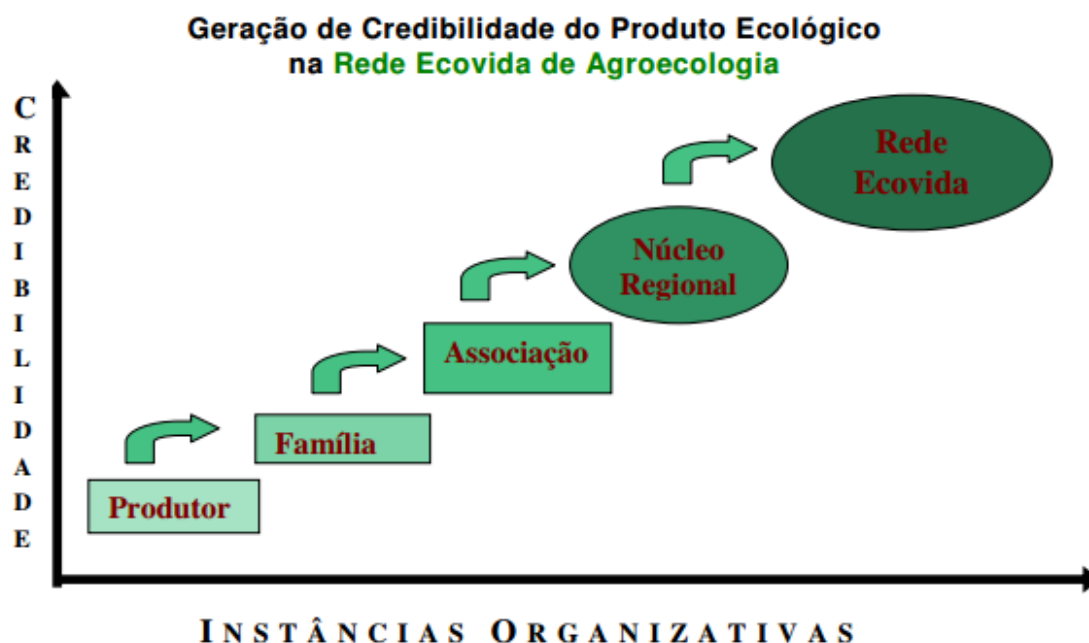 Geração de Credibilidade do Produto Ecológico
na Rede Ecovida de Agroecologia
CREDIBILIDADE
Rede
Ecovida
Núcleo
Regional
Associação
Família
Produtor
INSTÂNCIAS ORGANIZATIVAS